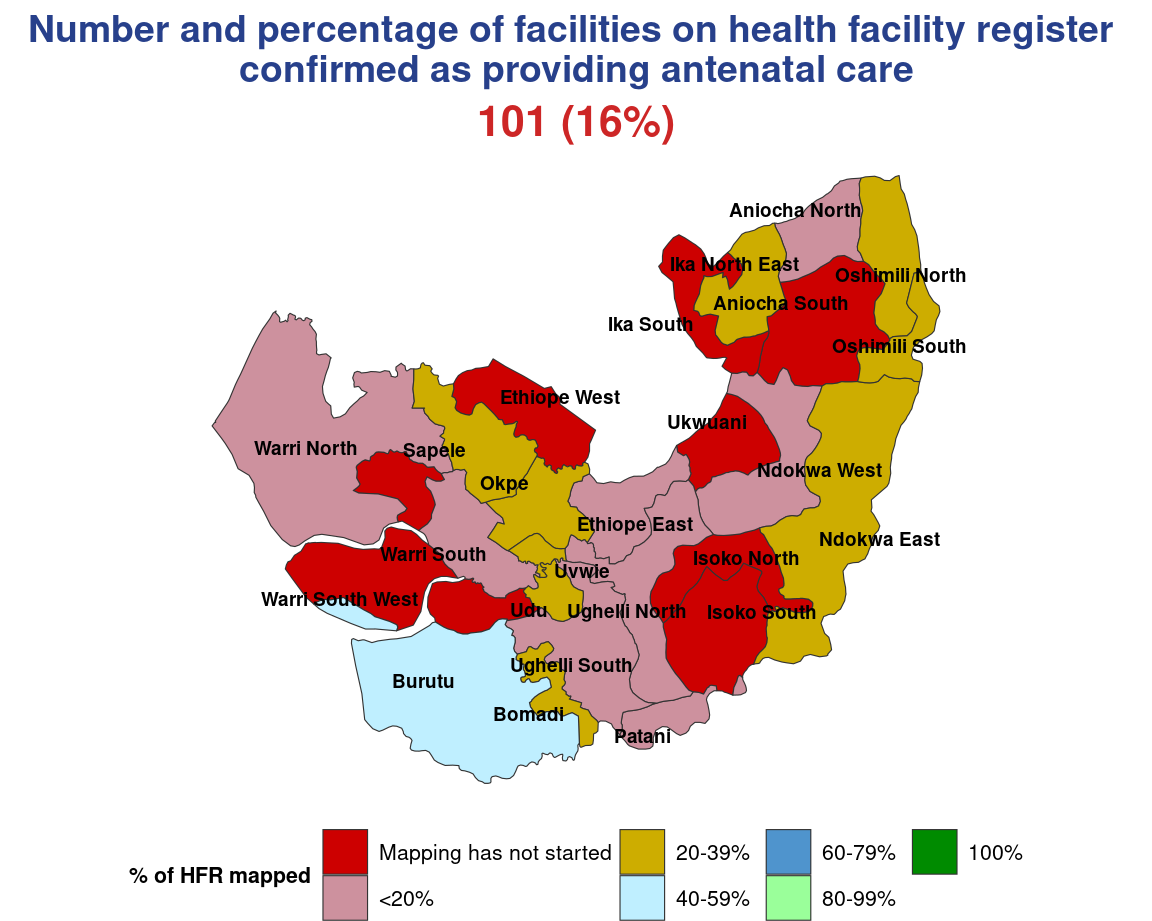 Number and percentage of facilities on health facility register
confirmed as providing antenatal care
101 (16%)
Aniocha North
Ika North East
Oshimili North
Aniocha South
Ika South
Oshimili South
Ethiope West
Ukwuani
Warri North
Sapele
Ndokwa West
Okpe
Ethiope East
Ndokwa East
Warri South
Isoko North
Uvwie
Warri South West
Udu
Ughelli North
Isoko South
Ughelli South
Burutu
Bomadi
Patani
% of HFR mapped
Mapping has not started
<20%
20-39%
40-59%
60-79%
80-99%
100%